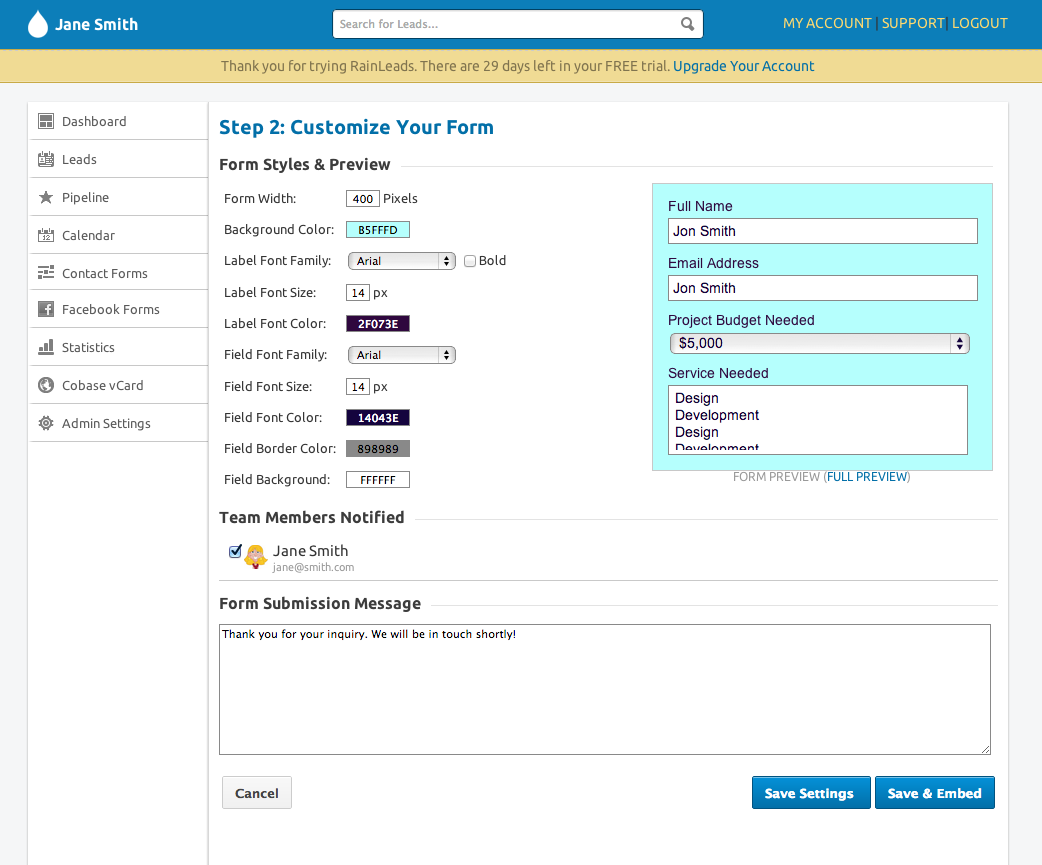 Jane Smith
Search for Leads...
MY ACCOUNT | SUPPORT | LOGOUT
Thank you for trying RainLeads. There are 29 days left in your FREE trial. Upgrade Your Account
Dashboard
Leads
Pipeline
Calendar
Contact Forms
Facebook Forms
Statistics
Cobase vCard
Admin Settings
Step 2: Customize Your Form
Form Styles & Preview
Form Width: 400 Pixels
Background Color: B5FFFD
Label Font Family: Arial Bold
Label Font Size: 14 px
Label Font Color: 2F073E
Field Font Family: Arial
Field Font Size: 14 px
Field Font Color: 14043E
Field Border Color: 898989
Field Background: FFFFFF
Full Name
Jon Smith
Email Address
Jon Smith
Project Budget Needed
$5,000
Service Needed
Design
Development
Design
Development
FORM PREVIEW (FULL PREVIEW)
Team Members Notified
Jane Smith
jane@smith.com
Form Submission Message
Thank you for your inquiry. We will be in touch shortly!
Cancel
Save Settings
Save & Embed